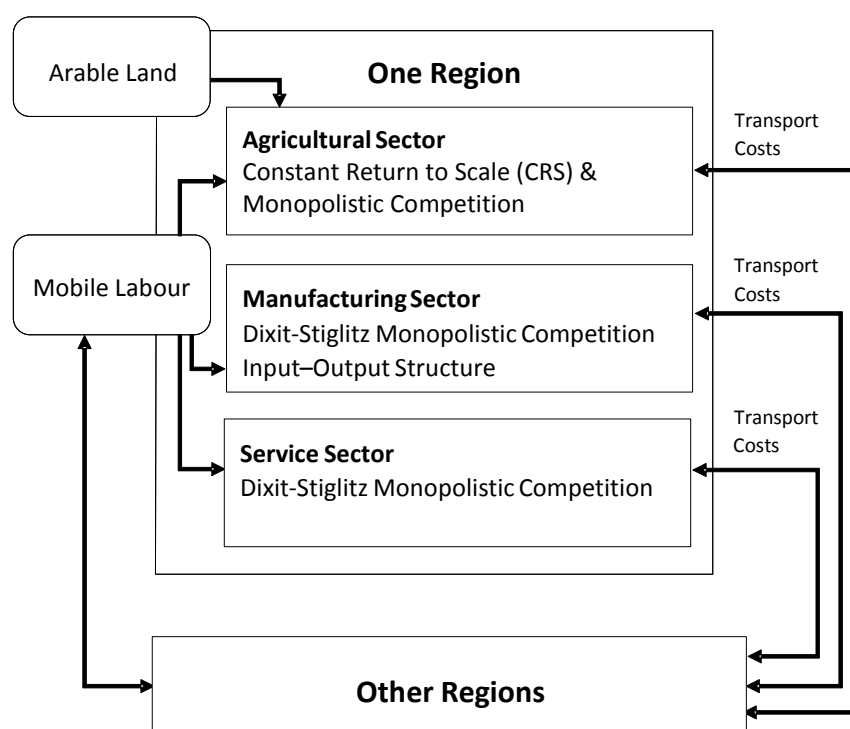 Arable Land
One Region
Agricultural Sector
Constant Return to Scale (CRS) &
Monopolistic Competition
Transport
Costs
Mobile Labour
Manufacturing Sector
Dixit-Stiglitz Monopolistic Competition
Input–Output Structure
Transport
Costs
Service Sector
Dixit-Stiglitz Monopolistic Competition
Transport
Costs
Other Regions